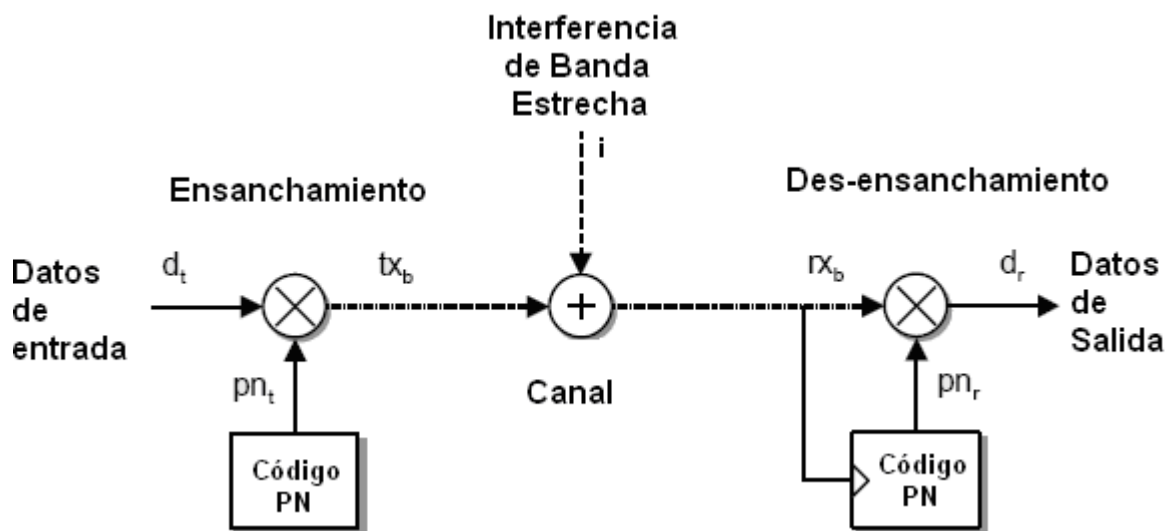 Interferencia
de Banda
Estrecha
i
Ensanchamiento
Des-ensanchamiento
Datos
de
entrada
d_t
tx_b
rx_b
d_r
Datos
de
Salida
+
pn_t
Canal
pn_r
Código
PN
Código
PN